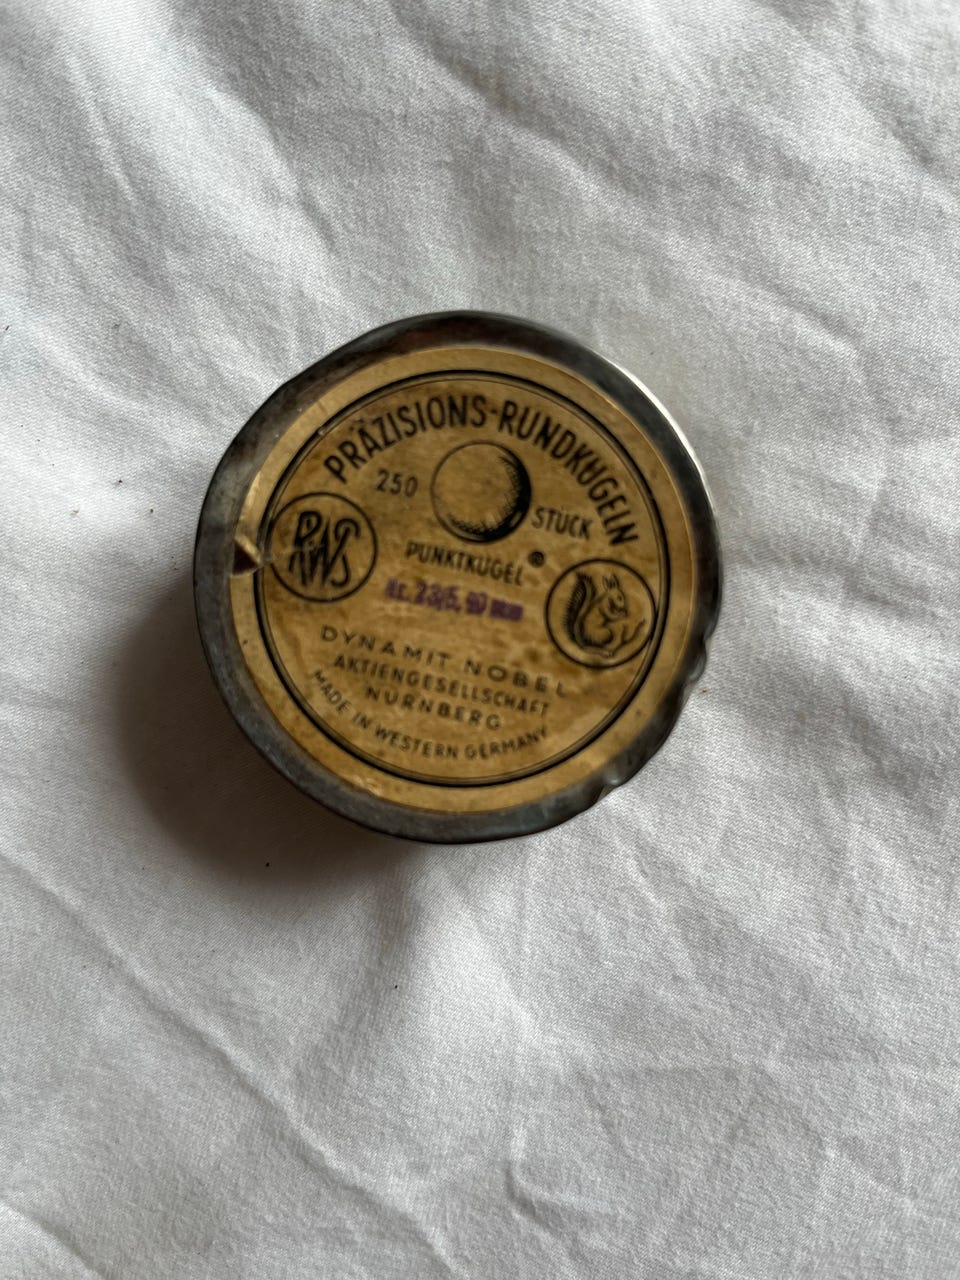 PRÄZISIONS-RUNDKUGELN
250
STÜCK
PUNKTKUGEL®
RWS
DYNAMIT NOBEL
AKTIENGESELLSCHAFT
NÜRNBERG
MADE IN WESTERN GERMANY